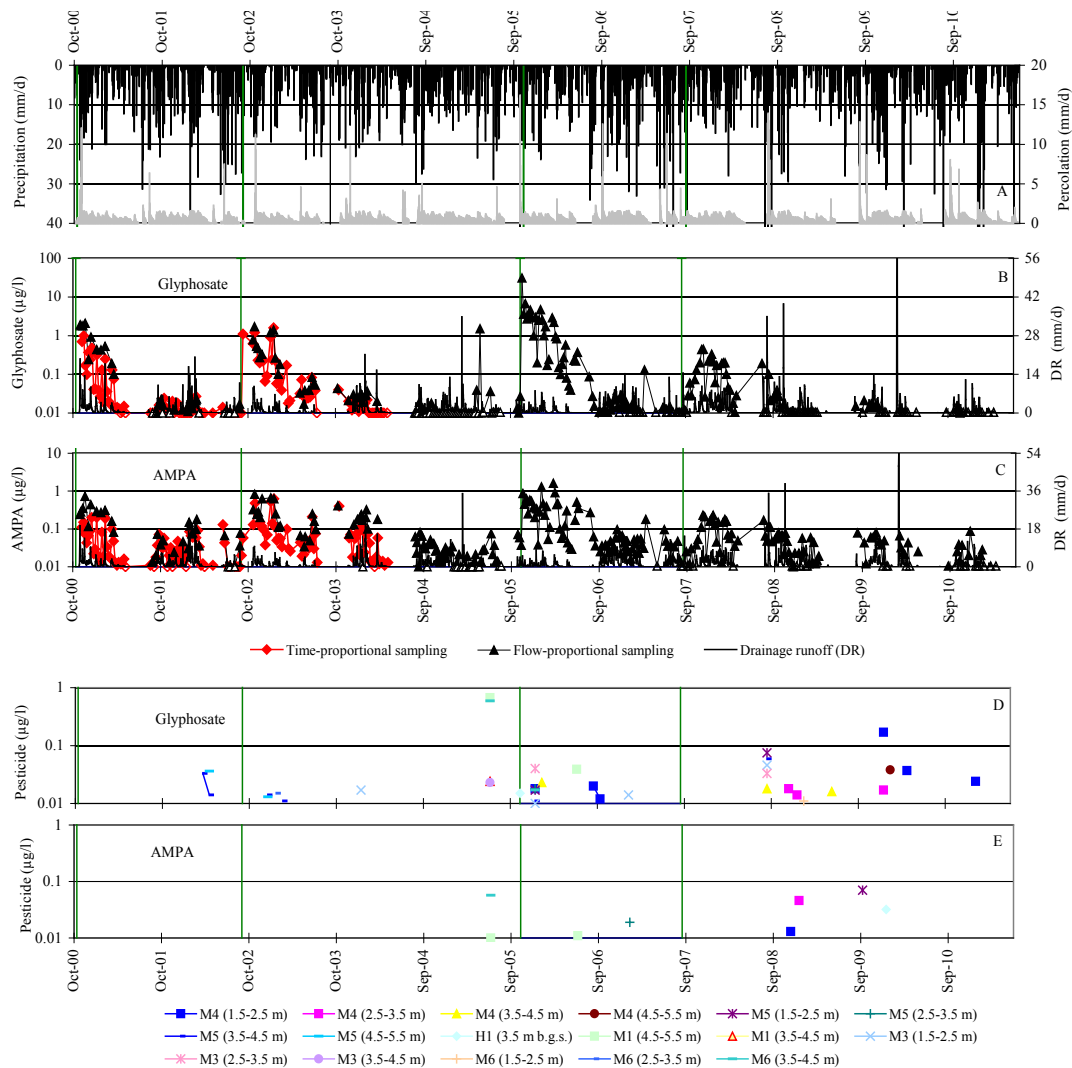 Oct-00 Oct-01 Oct-02 Oct-03 Sep-04 Sep-05 Sep-06 Sep-07 Sep-08 Sep-09 Sep-10
Precipitation (mm/d)
0
10
20
30
40
20
15
10
5
0
Percolation (mm/d)
A
Glyphosate (µg/l)
100
10
1
0.1
0.01
Glyphosate
B
56
42
28
14
0
DR (mm/d)
AMPA (µg/l)
10
1
0.1
0.01
AMPA
C
54
36
18
0
DR (mm/d)
Oct-00 Oct-01 Oct-02 Oct-03 Sep-04 Sep-05 Sep-06 Sep-07 Sep-08 Sep-09 Sep-10
Time-proportional sampling Flow-proportional sampling Drainage runoff (DR)
Pesticide (µg/l)
1
0.1
0.01
Glyphosate
D
Pesticide (µg/l)
1
0.1
0.01
AMPA
E
Oct-00 Oct-01 Oct-02 Oct-03 Sep-04 Sep-05 Sep-06 Sep-07 Sep-08 Sep-09 Sep-10
M4 (1.5-2.5 m) M4 (2.5-3.5 m) M4 (3.5-4.5 m) M4 (4.5-5.5 m) M5 (1.5-2.5 m) M5 (2.5-3.5 m)
M5 (3.5-4.5 m) M5 (4.5-5.5 m) H1 (3.5 m b.g.s.) M1 (4.5-5.5 m) M1 (3.5-4.5 m) M3 (1.5-2.5 m)
M3 (2.5-3.5 m) M3 (3.5-4.5 m) M6 (1.5-2.5 m) M6 (2.5-3.5 m) M6 (3.5-4.5 m)